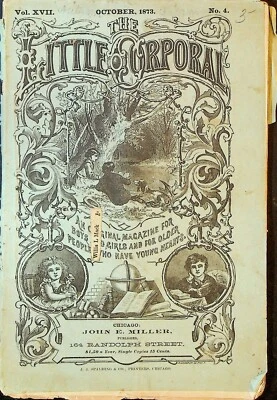 Vol. XVII. OCTOBER, 1873. No. 4.
THE
LITTLE CORPORAL
AN ORIGINAL MAGAZINE FOR
BOYS AND GIRLS AND FOR OLDER
PEOPLE WHO HAVE YOUNG HEARTS.
CHICAGO:
JOHN E. MILLER,
PUBLISHER,
164 RANDOLPH STREET.
$1,50 a Year, Single Copies 15 Cents.
J. A. SPALDING & CO., PRINTERS, CHICAGO.